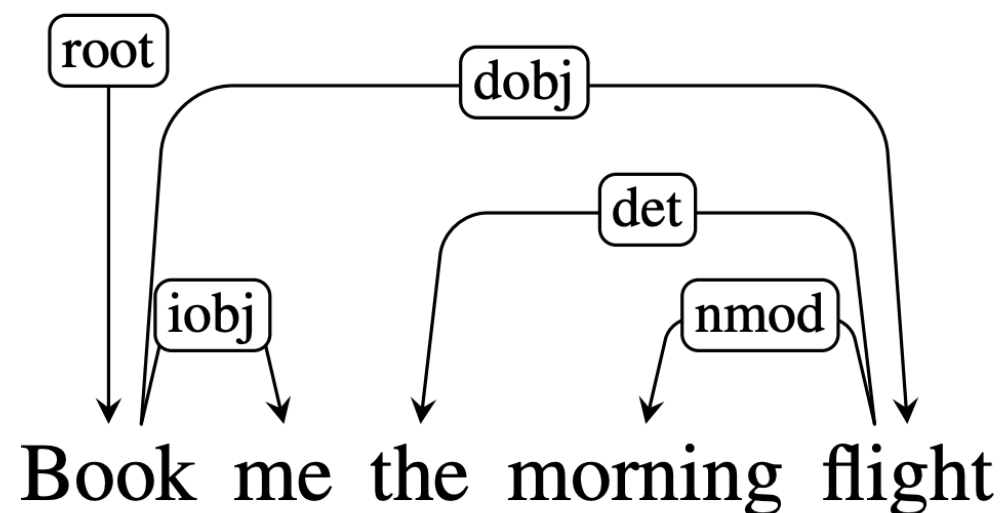 root
dobj
det
iobj
nmod
Book me the morning flight